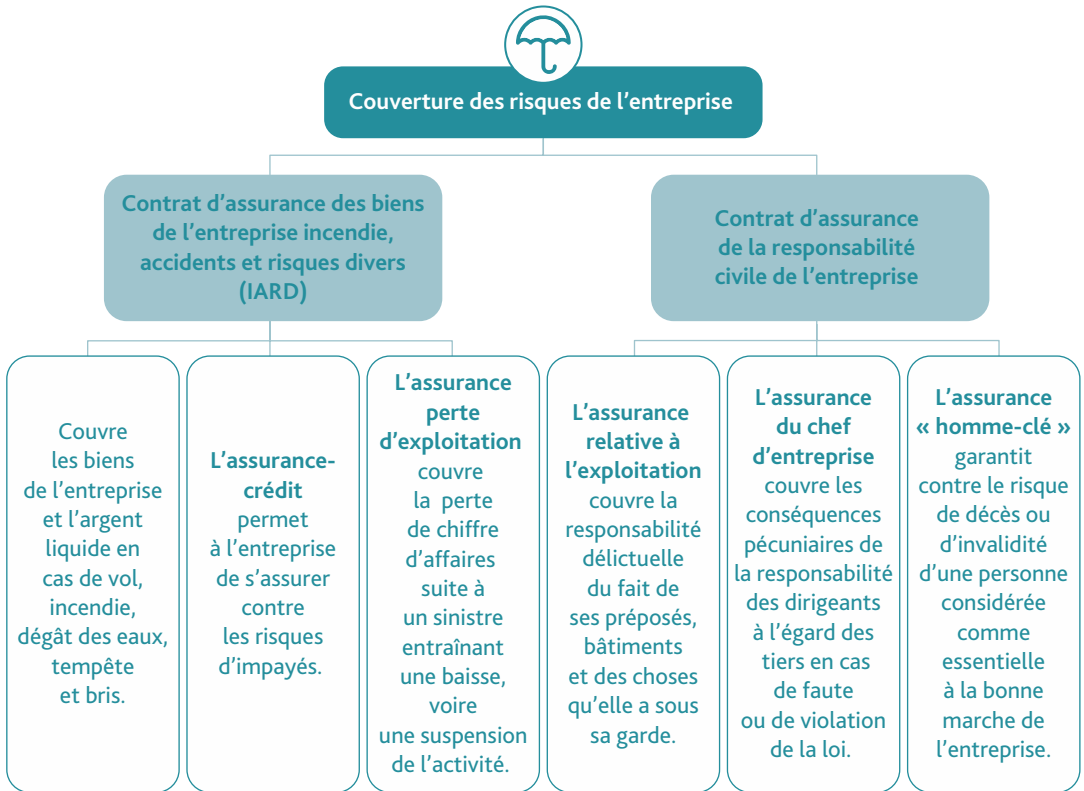 Couverture des risques de l'entreprise
Contrat d'assurance des biens
de l'entreprise incendie,
accidents et risques divers
(IARD)
Contrat d'assurance
de la responsabilité
civile de l'entreprise
Couvre
les biens
de l'entreprise
et l'argent
liquide en
cas de vol,
incendie,
dégât des eaux,
tempête
et bris.
L'assurance-
crédit
permet
à l'entreprise
de s'assurer
contre
les risques
d'impayés.
L'assurance
perte
d'exploitation
couvre
la perte
de chiffre
d'affaires
suite à
un sinistre
entraînant
une baisse,
voire
une suspension
de l'activité.
L'assurance
relative à
l'exploitation
couvre la
responsabilité
délictuelle
du fait de
ses préposés,
bâtiments
et des choses
qu'elle a sous
sa garde.
L'assurance
du chef
d'entreprise
couvre les
conséquences
pécuniaires de
la responsabilité
des dirigeants
à l'égard des
tiers en cas
de faute
ou de violation
de la loi.
L'assurance
« homme-clé »
garantit
contre le risque
de décès ou
d'invalidité
d'une personne
considérée
comme
essentielle
à la bonne
marche de
l'entreprise.